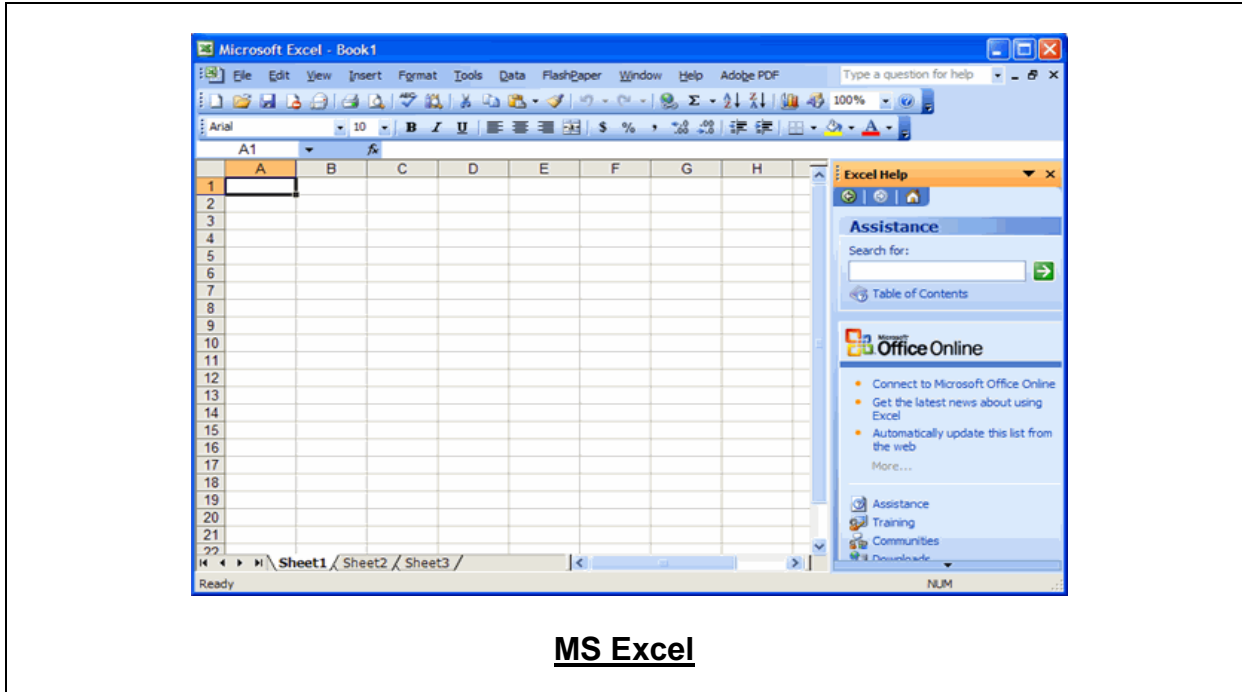 Microsoft Excel - Book1
File Edit View Insert Format Tools Data FlashPaper Window Help Adobe PDF Type a question for help
100%
Arial 10 B I U $ % ,
A1 fx
A B C D E F G H
1
2
3
4
5
6
7
8
9
10
11
12
13
14
15
16
17
18
19
20
21
22
Excel Help
Assistance
Search for:
Table of Contents
Microsoft
Office Online
Connect to Microsoft Office Online
Get the latest news about using
Excel
Automatically update this list from
the web
More...
Assistance
Training
Communities
Downloads
Sheet1 Sheet2 Sheet3
Ready NUM
MS Excel